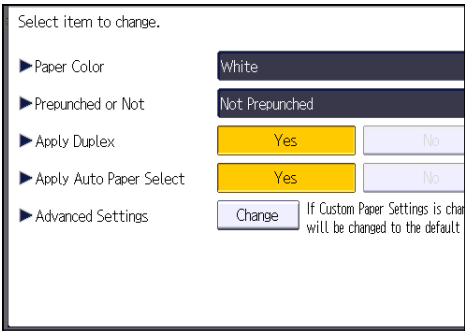 Select item to change.
Paper Color White
Prepunched or Not Not Prepunched
Apply Duplex Yes No
Apply Auto Paper Select Yes No
Advanced Settings Change If Custom Paper Settings is
will be changed to the default